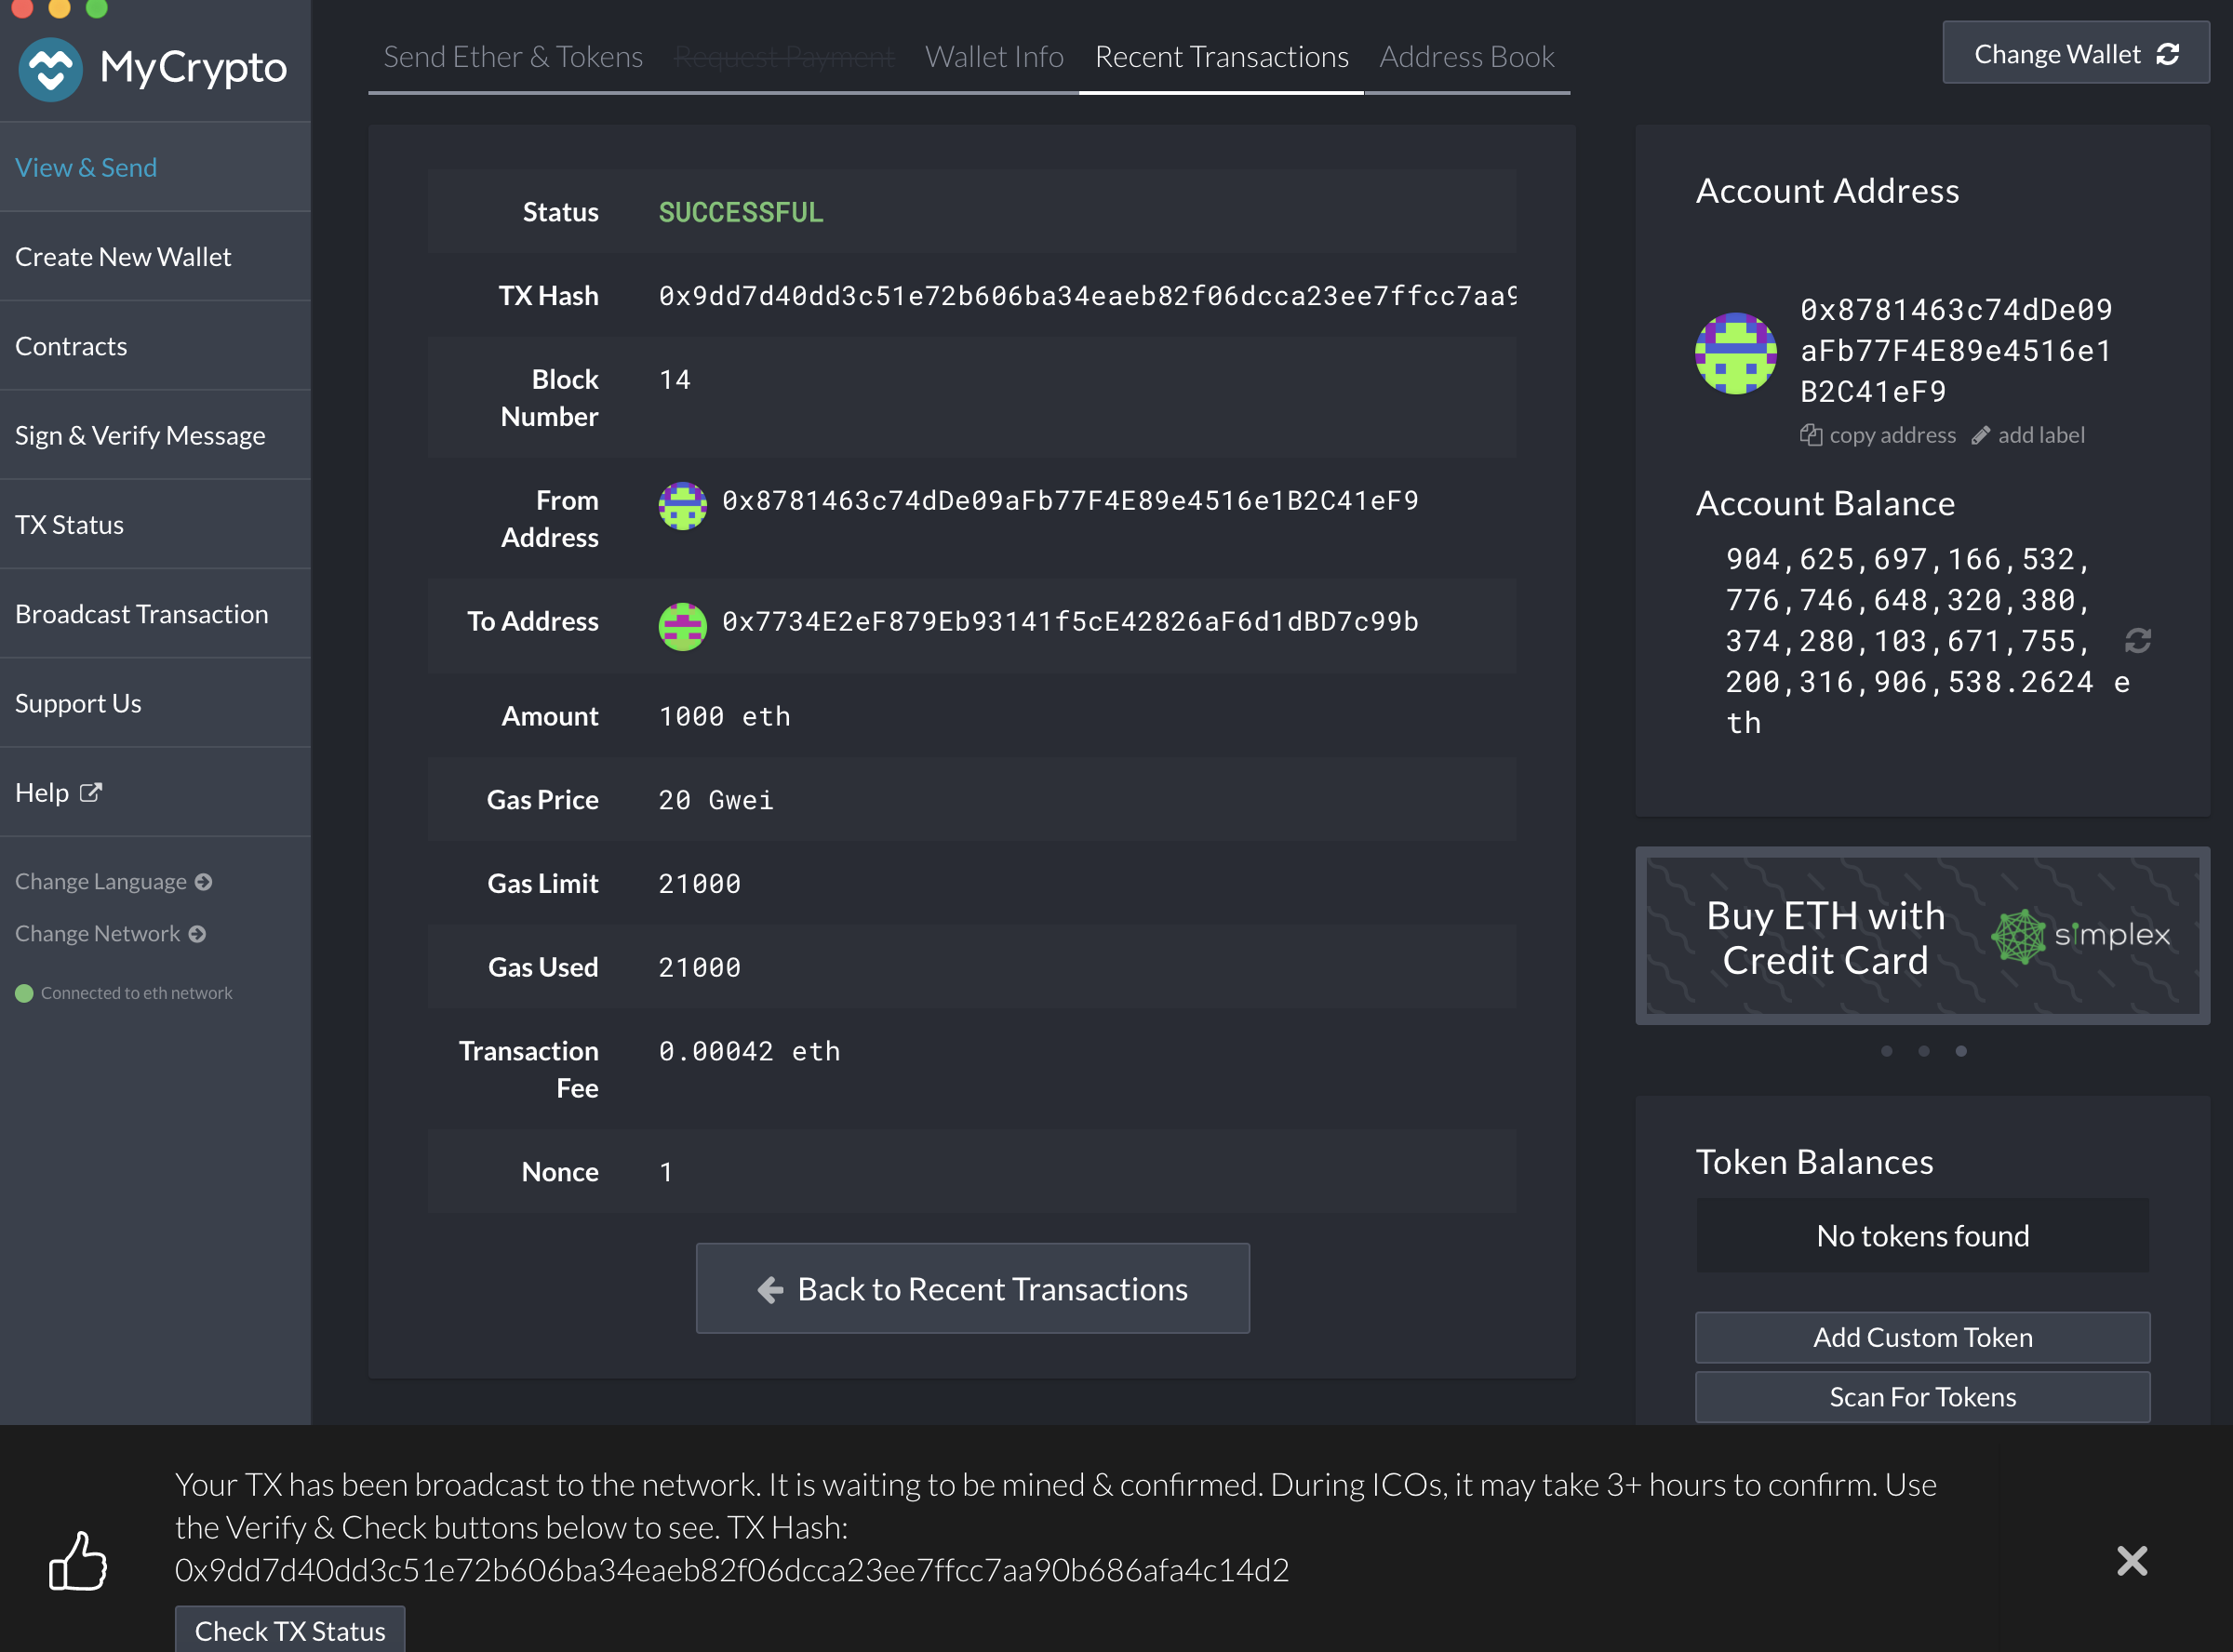 MyCrypto
View & Send
Create New Wallet
Contracts
Sign & Verify Message
TX Status
Broadcast Transaction
Support Us
Help
Change Language
Change Network
Connected to eth network
Send Ether & Tokens
Request Payment
Wallet Info
Recent Transactions
Address Book
Change Wallet
Status SUCCESSFUL
TX Hash 0x9dd7d40dd3c51e72b606ba34eaeb82f06dcca23ee7ffcc7aa9
Block
Number 14
From
Address 0x8781463c74dDe09aFb77F4E89e4516e1B2C41eF9
To Address 0x7734E2eF879Eb93141f5cE42826aF6d1dBD7c99b
Amount 1000 eth
Gas Price 20 Gwei
Gas Limit 21000
Gas Used 21000
Transaction
Fee 0.00042 eth
Nonce 1
Back to Recent Transactions
Account Address
0x8781463c74dDe09
aFb77F4E89e4516e1
B2C41eF9
copy address add label
Account Balance
904,625,697,166,532,
776,746,648,320,380,
374,280,103,671,755,
200,316,906,538.2624 e
th
Buy ETH with
Credit Card
simplex
Token Balances
No tokens found
Add Custom Token
Scan For Tokens
Your TX has been broadcast to the network. It is waiting to be mined & confirmed. During ICOs, it may take 3+ hours to confirm. Use
the Verify & Check buttons below to see. TX Hash:
0x9dd7d40dd3c51e72b606ba34eaeb82f06dcca23ee7ffcc7aa90b686afa4c14d2
Check TX Status